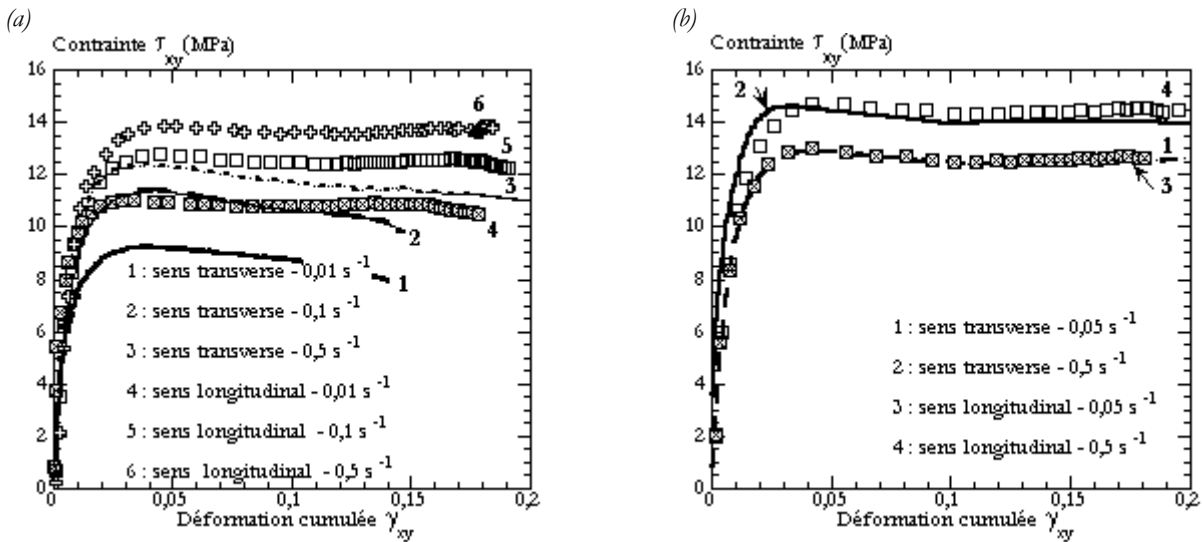 (a)
Contrainte τxy (MPa)
16
14
12
10
8
6
4
2
0
0
0,05
0,1
0,15
0,2
6
5
3
4
2
1
1 : sens transverse - 0,01 s⁻¹
2 : sens transverse - 0,1 s⁻¹
3 : sens transverse - 0,5 s⁻¹
4 : sens longitudinal - 0,01 s⁻¹
5 : sens longitudinal - 0,1 s⁻¹
6 : sens longitudinal - 0,5 s⁻¹
Déformation cumulée γxy
(b)
Contrainte τxy (MPa)
16
14
12
10
8
6
4
2
0
0
0,05
0,1
0,15
0,2
2
4
1
3
1 : sens transverse - 0,05 s⁻¹
2 : sens transverse - 0,5 s⁻¹
3 : sens longitudinal - 0,05 s⁻¹
4 : sens longitudinal - 0,5 s⁻¹
Déformation cumulée γxy